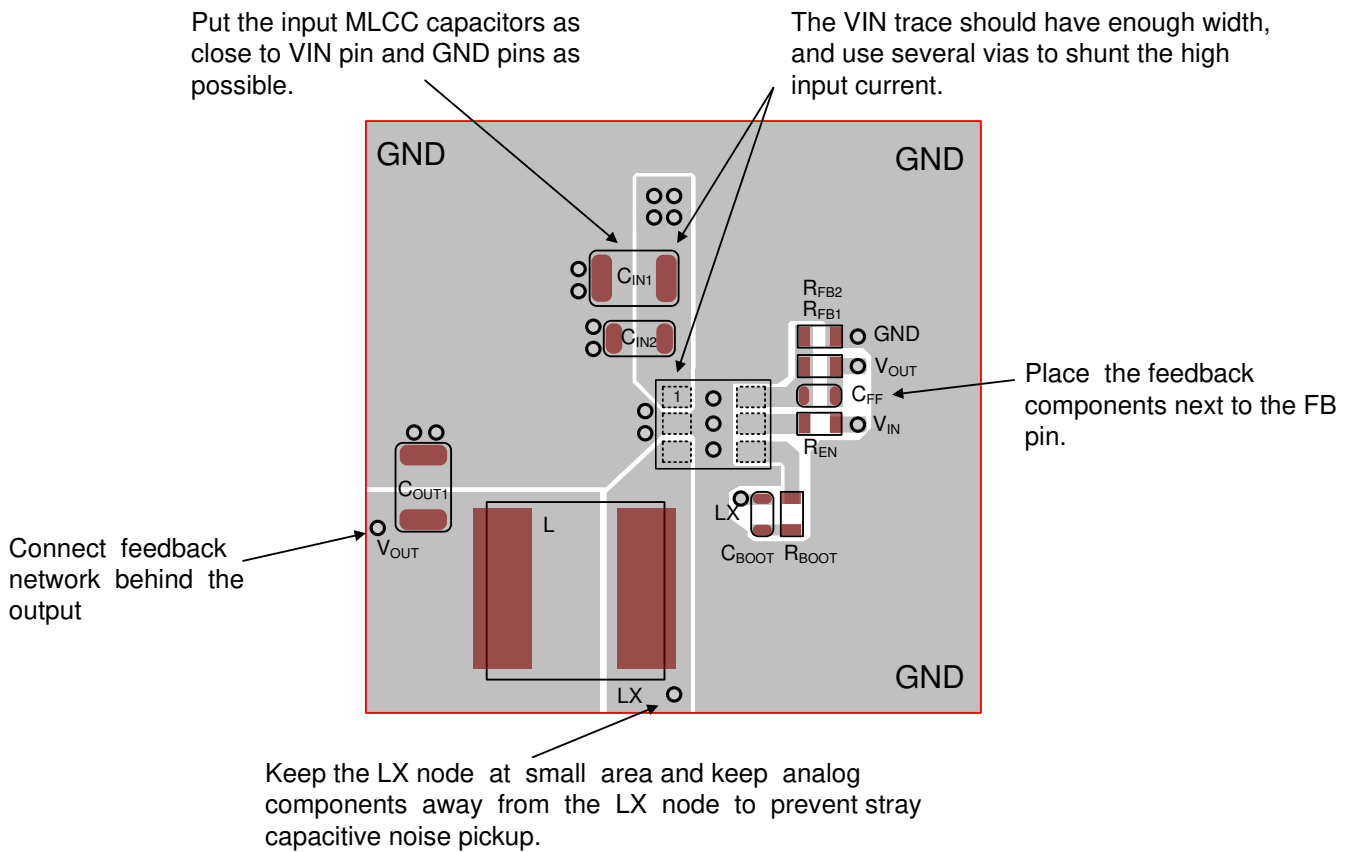 Put the input MLCC capacitors as
close to VIN pin and GND pins as
possible.
The VIN trace should have enough width,
and use several vias to shunt the high
input current.
GND
GND
CIN1
CIN2
RFB2
RFB1
GND
VOUT
CFF
VIN
REN
1
Place the feedback
components next to the FB
pin.
COUT1
VOUT
L
LX
CBOOT
RBOOT
Connect feedback
network behind the
output
GND
LX
Keep the LX node at small area and keep analog
components away from the LX node to prevent stray
capacitive noise pickup.